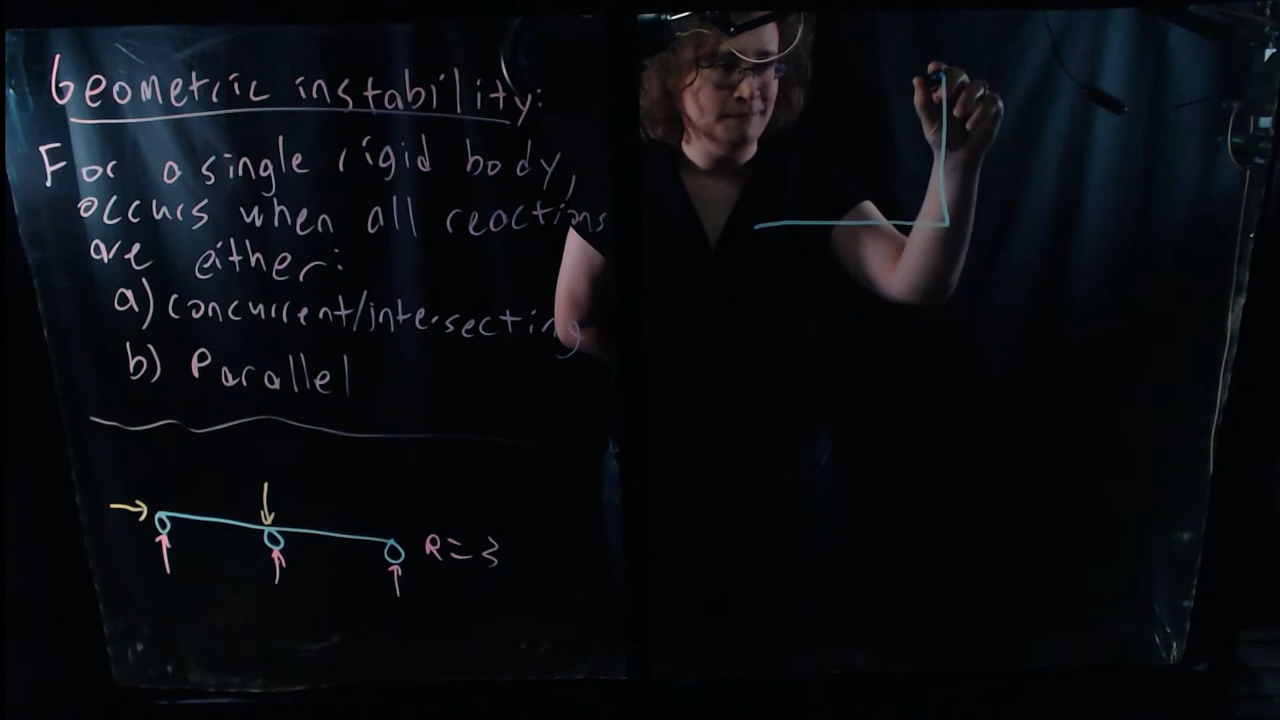 Geometric instability:
For a single rigid body,
occurs when all reactions
are either:
a) concurrent/intersecting
b) Parallel
R=3